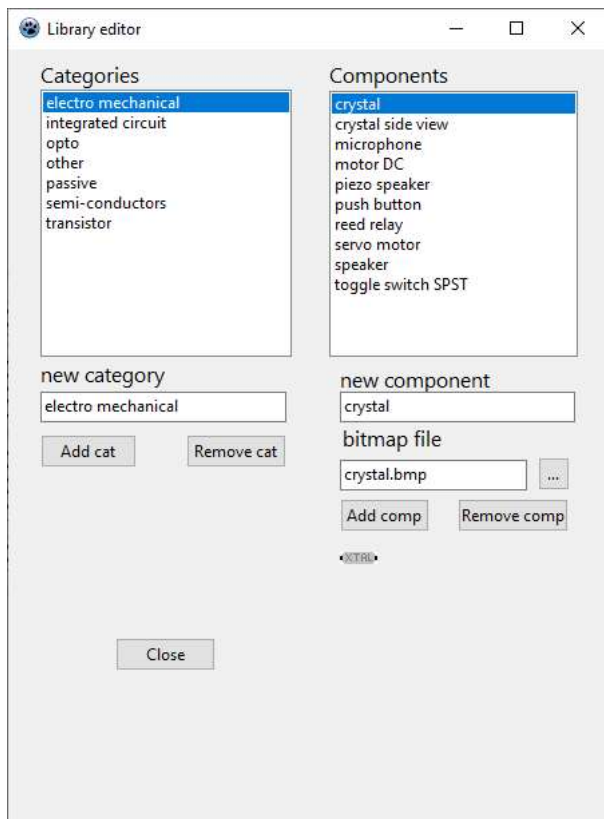 Library editor
Categories
electro mechanical
integrated circuit
opto
other
passive
semi-conductors
transistor
Components
crystal
crystal side view
microphone
motor DC
piezo speaker
push button
reed relay
servo motor
speaker
toggle switch SPST
new category
electro mechanical
Add cat Remove cat
new component
crystal
bitmap file
crystal.bmp ...
Add comp Remove comp
XTAL
Close